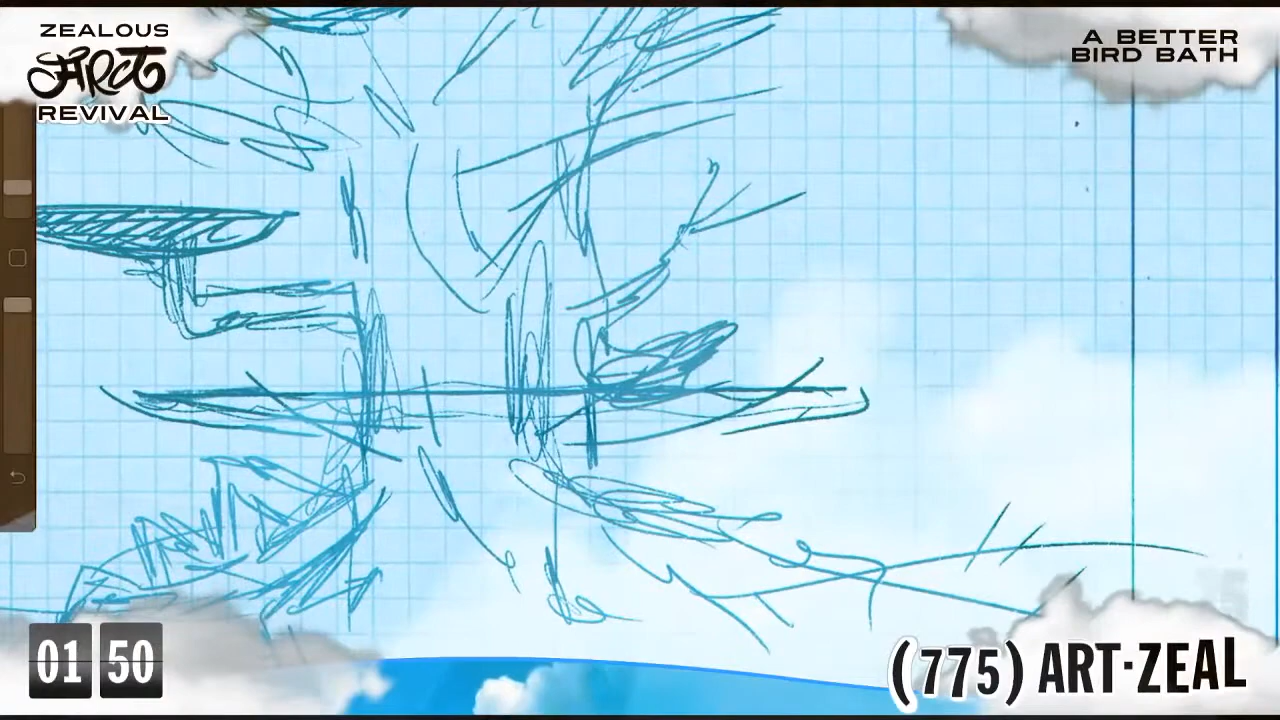 ZEALOUS
ART
REVIVAL
A BETTER
BIRD BATH
01 50
(775) ART-ZEAL